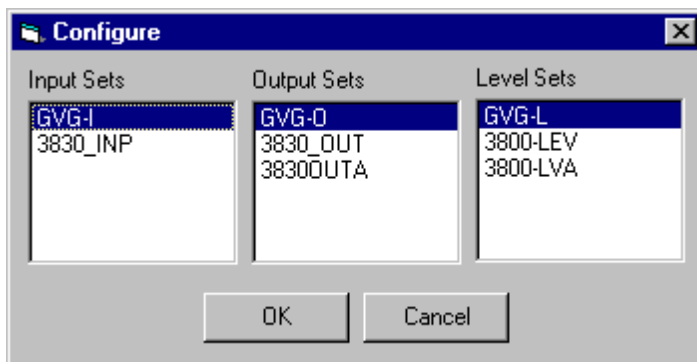 Configure
Input Sets
GVG-I
3830_INP
Output Sets
GVG-O
3830_OUT
3830OUTA
Level Sets
GVG-L
3800-LEV
3800-LVA
OK
Cancel